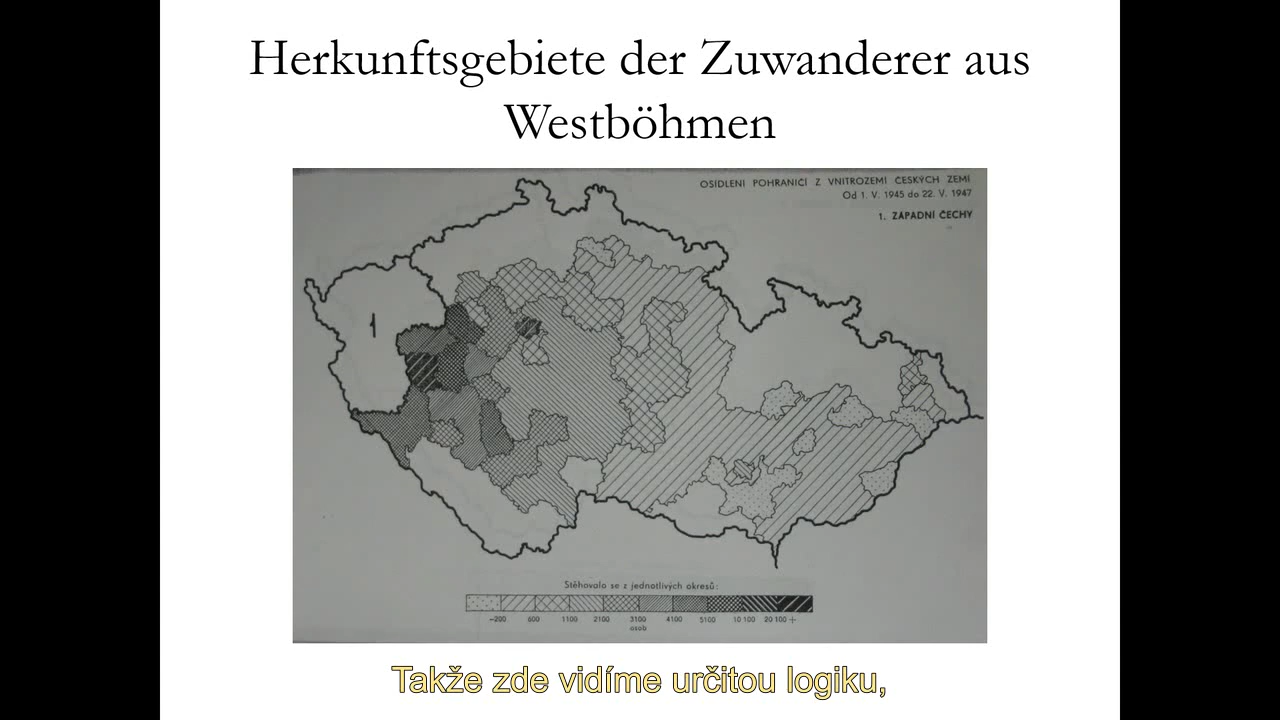 Herkunftsgebiete der Zuwanderer aus
Westböhmen
OSÍDLENÍ POHRANIČÍ Z VNITROZEMÍ ČESKÝCH ZEMÍ
Od 1. V. 1945 do 22. V. 1947
1. ZÁPADNÍ ČECHY
1
Stěhovalo se z jednotlivých okresů:
–200 600 1100 2100 3100 4100 5100 10 100 20 100 +
osob
Takže zde vidíme určitou logiku,